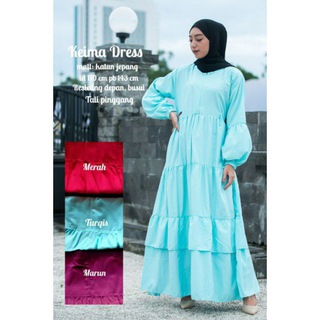 Keima Dress
matt: Katun jepang
ld 110 cm pb 143 cm
Resleting depan, busui
Tali pinggang
Merah
Turqis
Marun